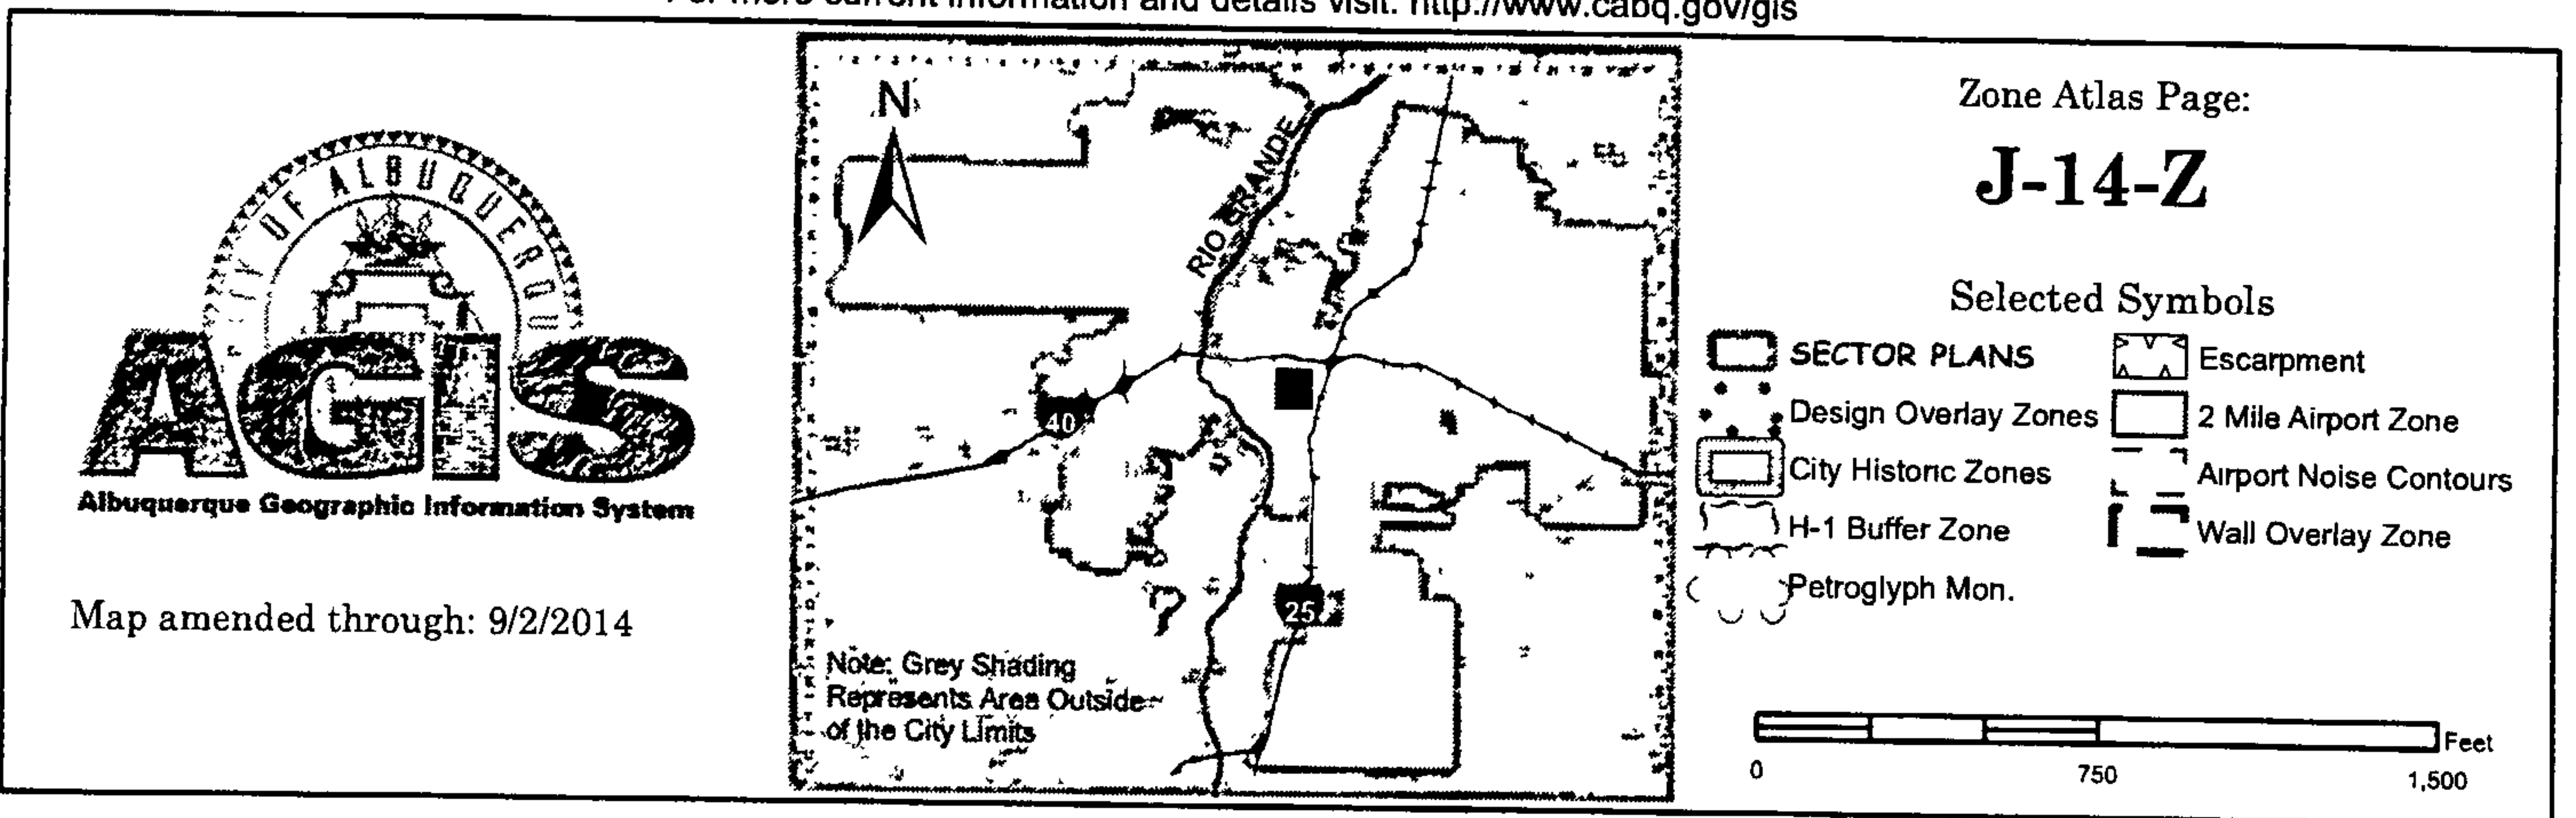 For more current information and details visit: http://www.cabq.gov/gis
CITY OF ALBUQUERQUE
AGIS
Albuquerque Geographic Information System
Map amended through: 9/2/2014
N
RIO GRANDE
40
25
Note: Grey Shading
Represents Area Outside
of the City Limits
Zone Atlas Page:
J-14-Z
Selected Symbols
SECTOR PLANS
Design Overlay Zones
City Historic Zones
H-1 Buffer Zone
Petroglyph Mon.
Escarpment
2 Mile Airport Zone
Airport Noise Contours
Wall Overlay Zone
Feet
0 750 1,500